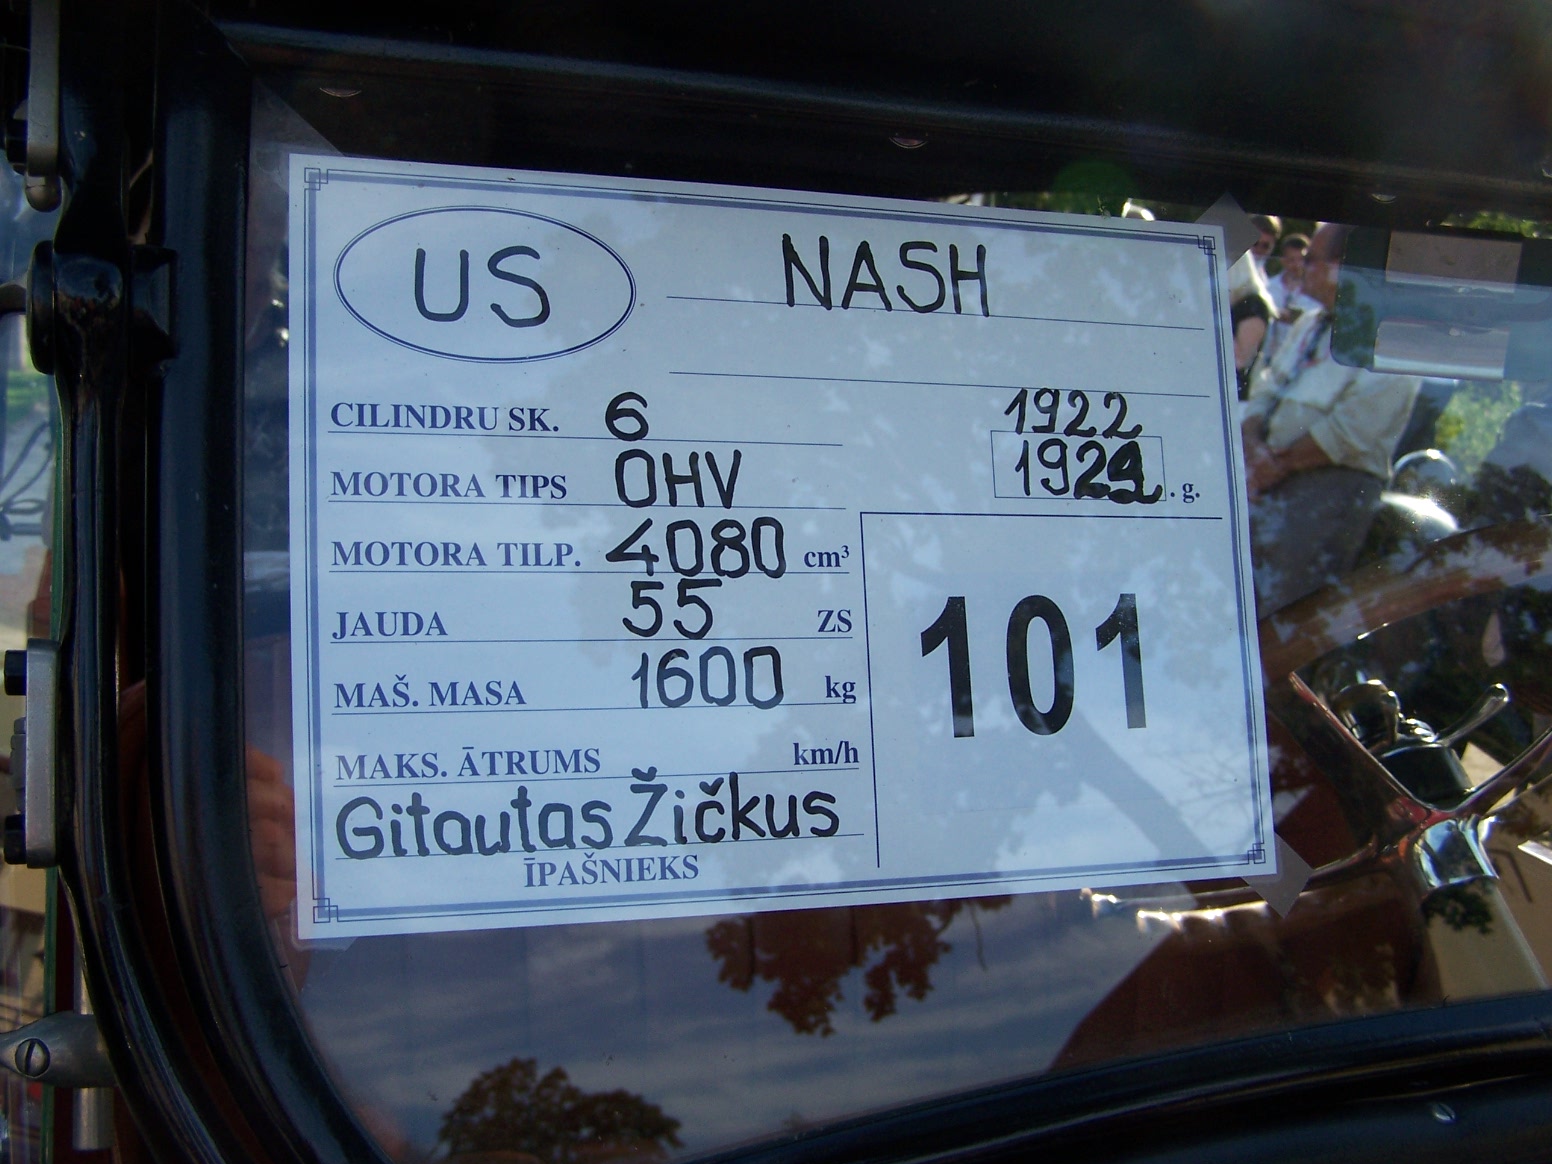 US
NASH
CILINDRU SK. 6
1922
MOTORA TIPS OHV
. g.
MOTORA TILP. 4080 cm³
JAUDA 55 ZS
MAŠ. MASA 1600 kg
MAKS. ĀTRUMS km/h
Gitautas Žičkus
ĪPAŠNIEKS
101